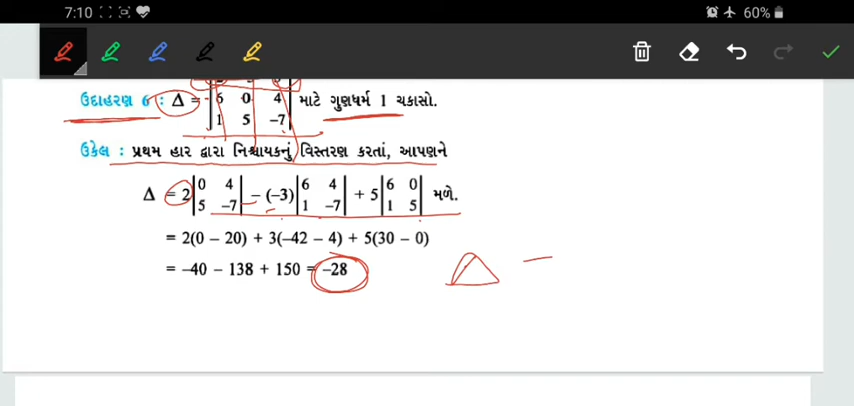 7:10 60%
ઉદાહરણ 6 : Δ = | 6 0 4 | માટે ગુણધર્મ 1 ચકાસો.
1 5 -7
ઉકેલ : પ્રથમ હાર દ્વારા નિશ્ચાયકનું વિસ્તરણ કરતાં, આપણને
Δ = 2 | 0 4 | – (–3) | 6 4 | + 5 | 6 0 | મળે.
5 -7 1 -7 1 5
= 2(0 – 20) + 3(–42 – 4) + 5(30 – 0)
= –40 – 138 + 150 = –28
Δ =